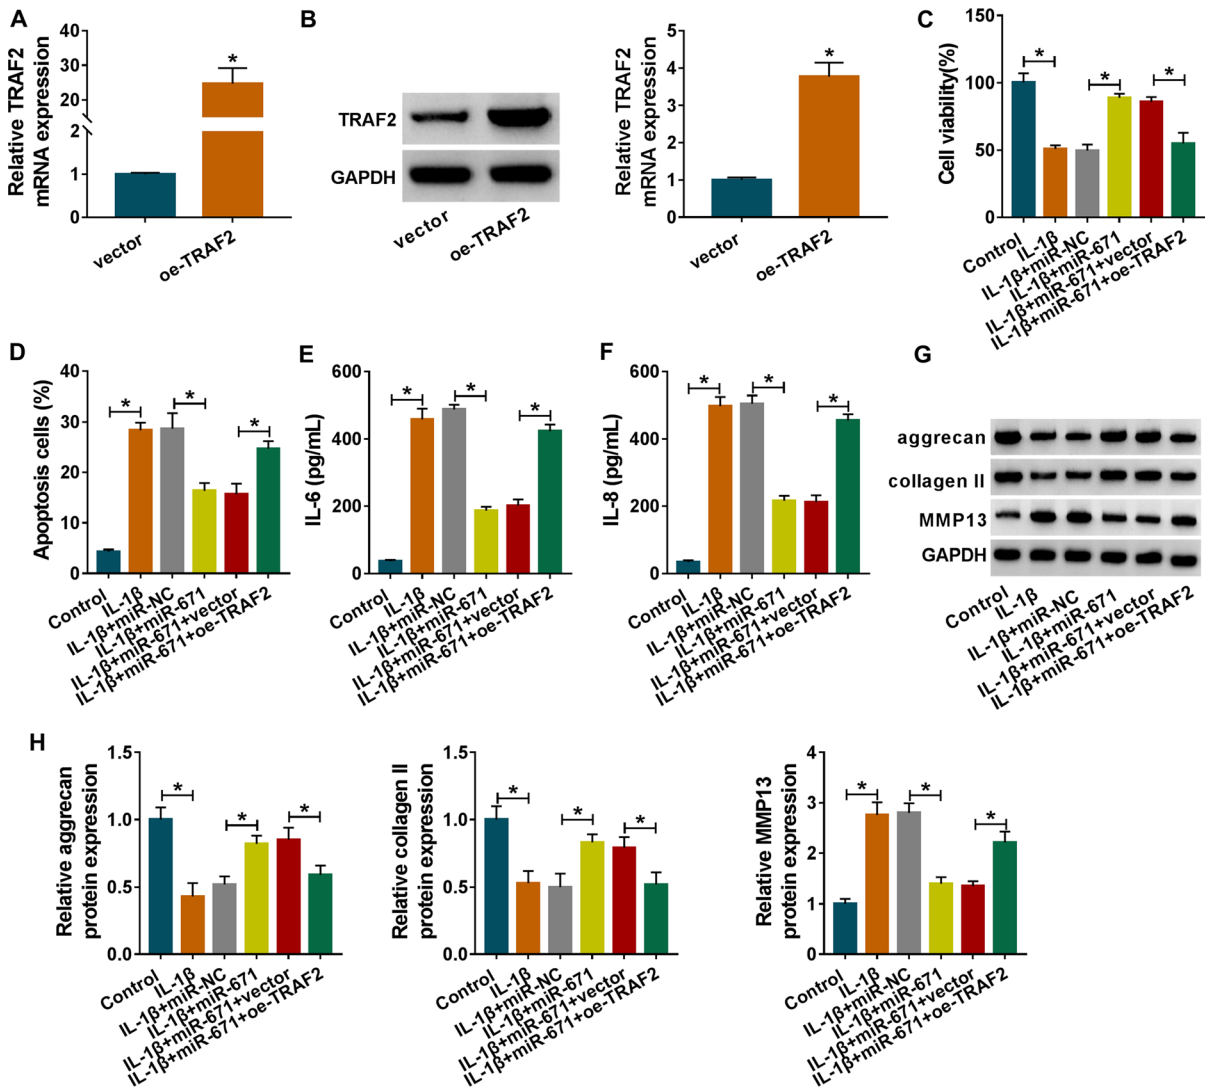 A
Relative TRAF2
mRNA expression
40
30
20
10
2
1
0
*
vector
oe-TRAF2
B
TRAF2
GAPDH
vector
oe-TRAF2
Relative TRAF2
mRNA expression
5
4
3
2
1
0
*
vector
oe-TRAF2
C
Cell viability(%)
150
100
50
0
* * *
Control
IL-1β
IL-1β+miR-NC
IL-1β+miR-671
IL-1β+miR-671+vector
IL-1β+miR-671+oe-TRAF2
D
Apoptosis cells (%)
40
30
20
10
0
* * *
Control
IL-1β
IL-1β+miR-NC
IL-1β+miR-671
IL-1β+miR-671+vector
IL-1β+miR-671+oe-TRAF2
E
IL-6 (pg/mL)
600
400
200
0
* * *
Control
IL-1β
IL-1β+miR-NC
IL-1β+miR-671
IL-1β+miR-671+vector
IL-1β+miR-671+oe-TRAF2
F
IL-8 (pg/mL)
600
400
200
0
* * *
Control
IL-1β
IL-1β+miR-NC
IL-1β+miR-671
IL-1β+miR-671+vector
IL-1β+miR-671+oe-TRAF2
G
aggrecan
collagen II
MMP13
GAPDH
Control
IL-1β
IL-1β+miR-NC
IL-1β+miR-671
IL-1β+miR-671+vector
IL-1β+miR-671+oe-TRAF2
H
Relative aggrecan
protein expression
1.5
1.0
0.5
0.0
* * *
Control
IL-1β
IL-1β+miR-NC
IL-1β+miR-671
IL-1β+miR-671+vector
IL-1β+miR-671+oe-TRAF2
Relative collagen II
protein expression
1.5
1.0
0.5
0.0
* * *
Control
IL-1β
IL-1β+miR-NC
IL-1β+miR-671
IL-1β+miR-671+vector
IL-1β+miR-671+oe-TRAF2
Relative MMP13
protein expression
4
3
2
1
0
* * *
Control
IL-1β
IL-1β+miR-NC
IL-1β+miR-671
IL-1β+miR-671+vector
IL-1β+miR-671+oe-TRAF2